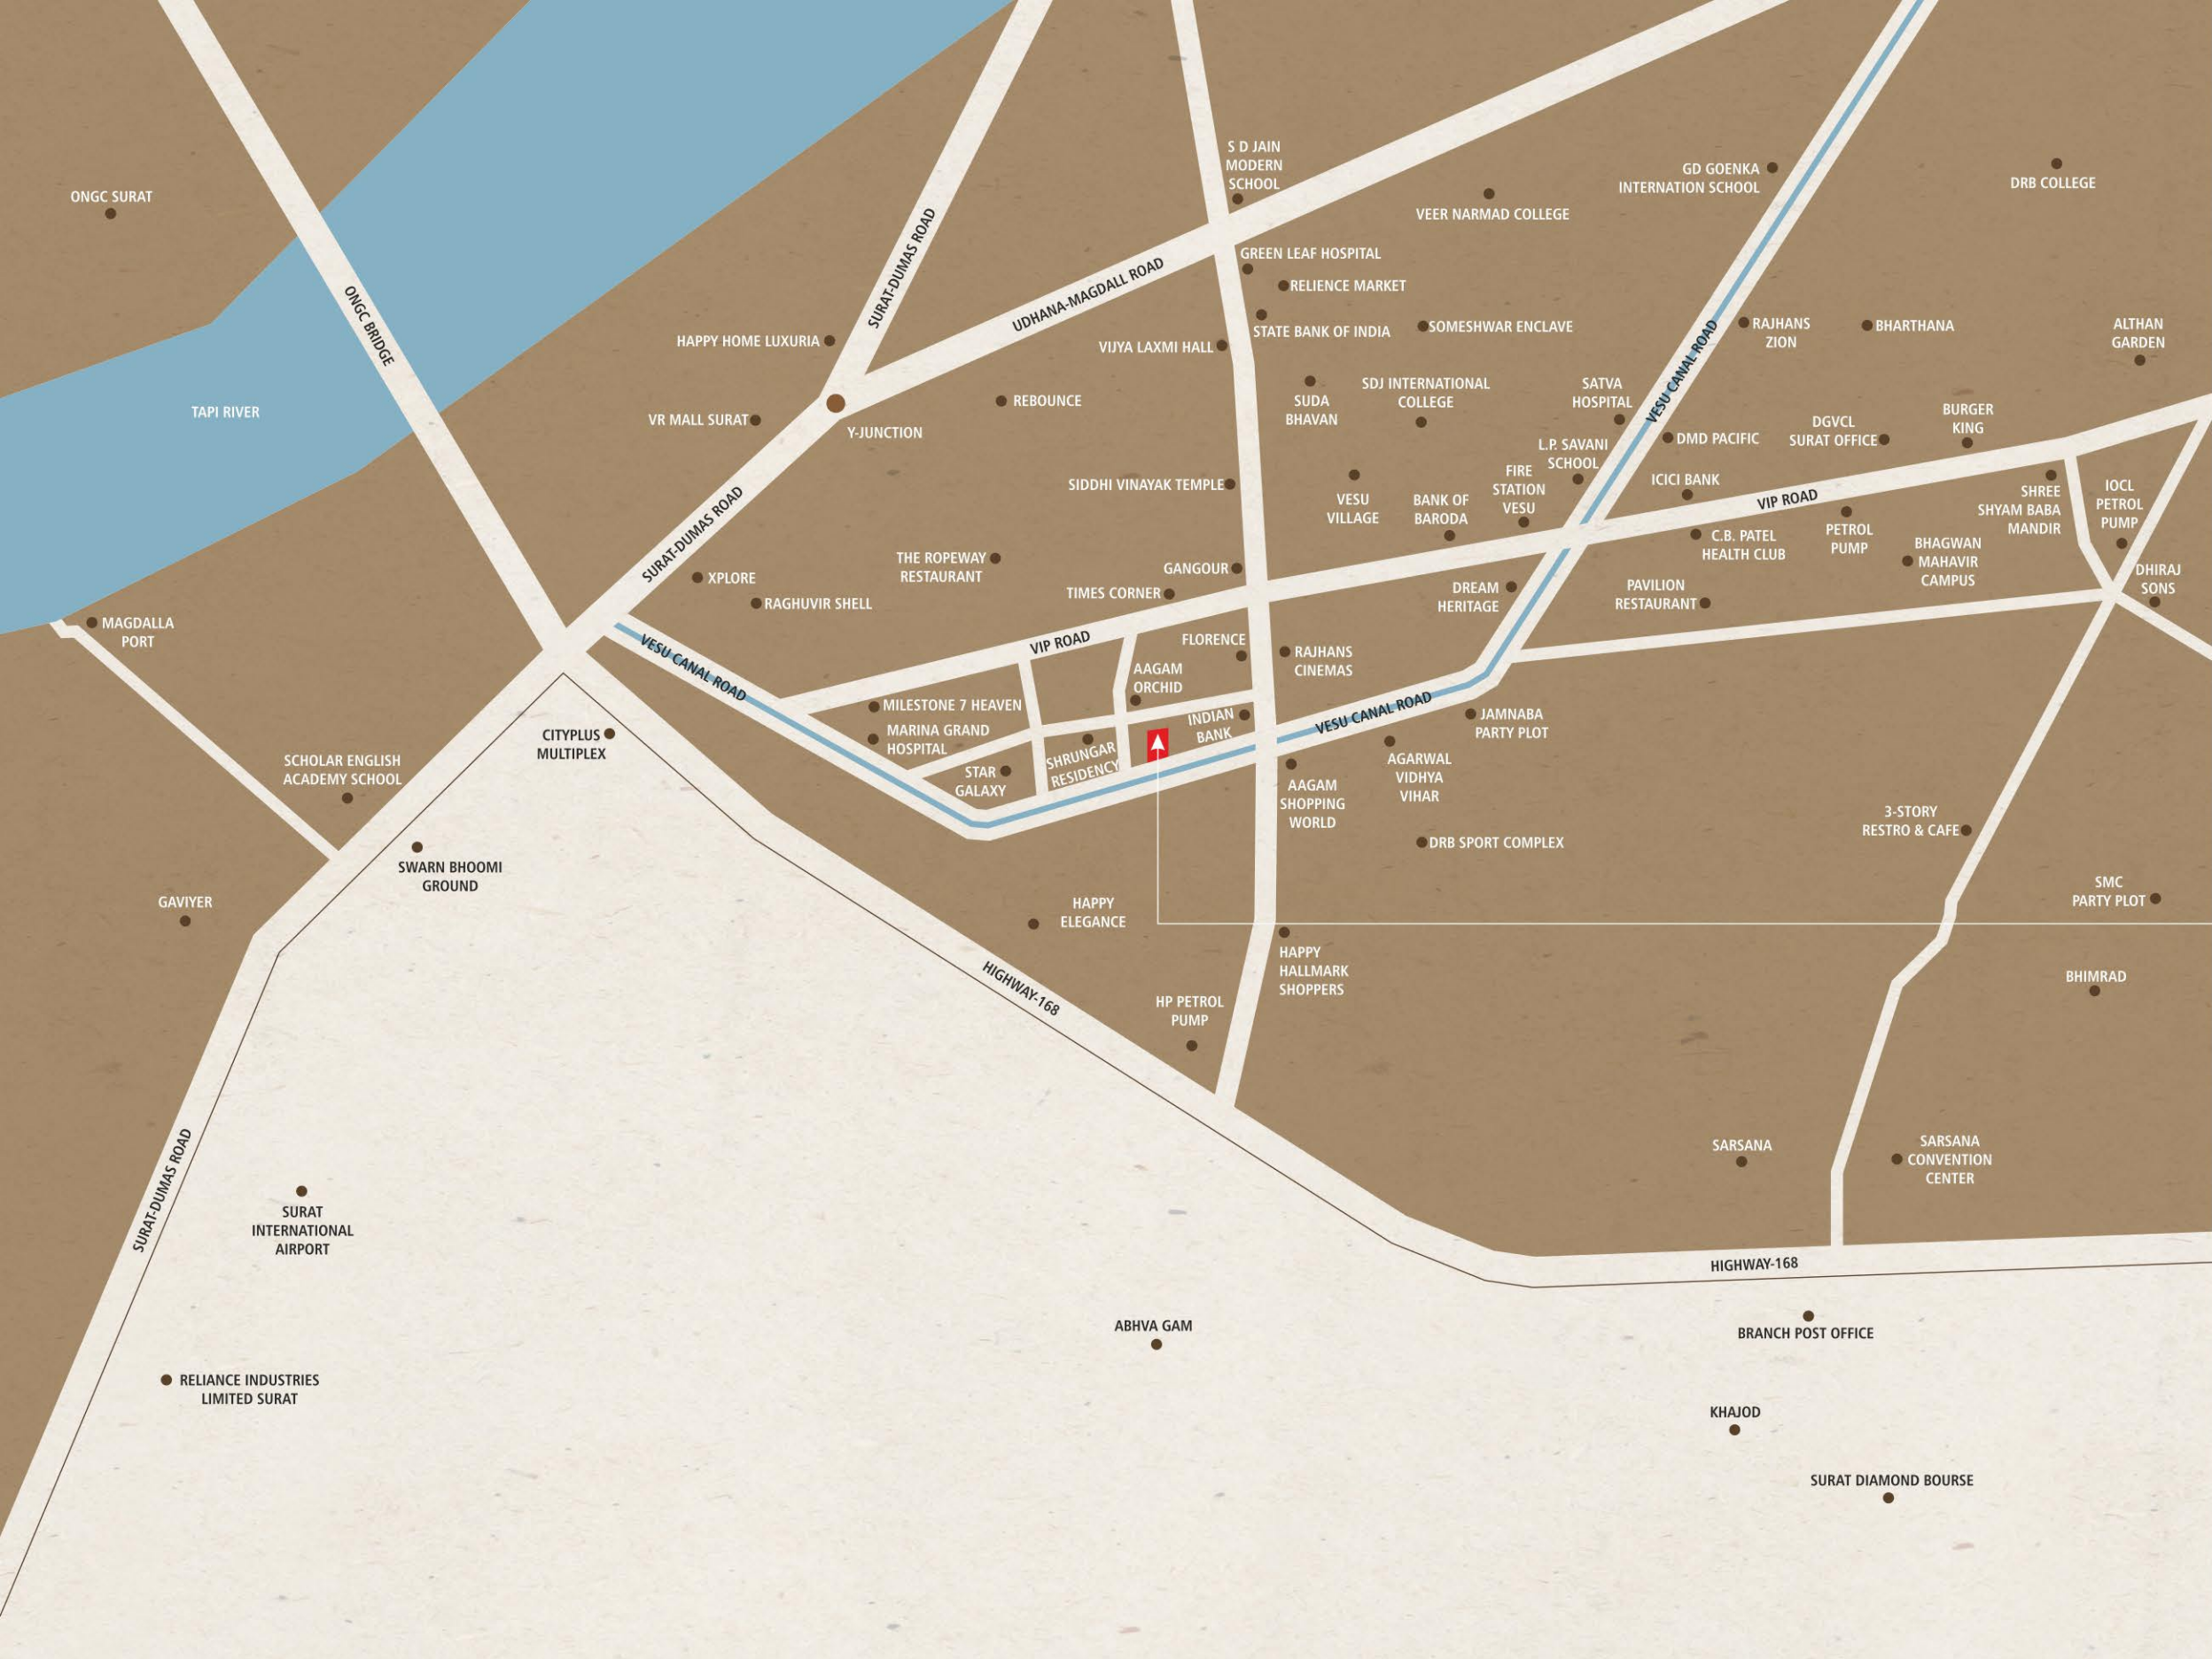 S D JAIN
MODERN
SCHOOL
GD GOENKA
INTERNATION SCHOOL
DRB COLLEGE
ONGC SURAT
VEER NARMAD COLLEGE
SURAT-DUMAS ROAD
UDHANA-MAGDALL ROAD
GREEN LEAF HOSPITAL
RELIENCE MARKET
STATE BANK OF INDIA
SOMESHWAR ENCLAVE
ONGC BRIDGE
HAPPY HOME LUXURIA
VIJYA LAXMI HALL
VESU CANAL ROAD
RAJHANS
ZION
BHARTHANA
ALTHAN
GARDEN
TAPI RIVER
VR MALL SURAT
Y-JUNCTION
REBOUNCE
SUDA
BHAVAN
SDJ INTERNATIONAL
COLLEGE
SATVA
HOSPITAL
DMD PACIFIC
DGVCL
SURAT OFFICE
BURGER
KING
L.P. SAVANI
SCHOOL
SIDDHI VINAYAK TEMPLE
VESU
VILLAGE
BANK OF
BARODA
FIRE
STATION
VESU
ICICI BANK
VIP ROAD
SHREE
SHYAM BABA
MANDIR
IOCL
PETROL
PUMP
SURAT-DUMAS ROAD
THE ROPEWAY
RESTAURANT
GANGOUR
TIMES CORNER
C.B. PATEL
HEALTH CLUB
PETROL
PUMP
BHAGWAN
MAHAVIR
CAMPUS
DHIRAJ
SONS
XPLORE
RAGHUVIR SHELL
DREAM
HERITAGE
PAVILION
RESTAURANT
MAGDALLA
PORT
VESU CANAL ROAD
VIP ROAD
FLORENCE
RAJHANS
CINEMAS
AAGAM
ORCHID
MILESTONE 7 HEAVEN
MARINA GRAND
HOSPITAL
INDIAN
BANK
VESU CANAL ROAD
JAMNABA
PARTY PLOT
CITYPLUS
MULTIPLEX
STAR
GALAXY
SHRUNGAR
RESIDENCY
AGARWAL
VIDHYA
VIHAR
SCHOLAR ENGLISH
ACADEMY SCHOOL
AAGAM
SHOPPING
WORLD
DRB SPORT COMPLEX
3-STORY
RESTRO & CAFE
SWARN BHOOMI
GROUND
SMC
PARTY PLOT
GAVIYER
HAPPY
ELEGANCE
HAPPY
HALLMARK
SHOPPERS
HIGHWAY-168
BHIMRAD
HP PETROL
PUMP
SURAT-DUMAS ROAD
SARSANA
SARSANA
CONVENTION
CENTER
SURAT
INTERNATIONAL
AIRPORT
HIGHWAY-168
ABHVA GAM
BRANCH POST OFFICE
RELIANCE INDUSTRIES
LIMITED SURAT
KHAJOD
SURAT DIAMOND BOURSE